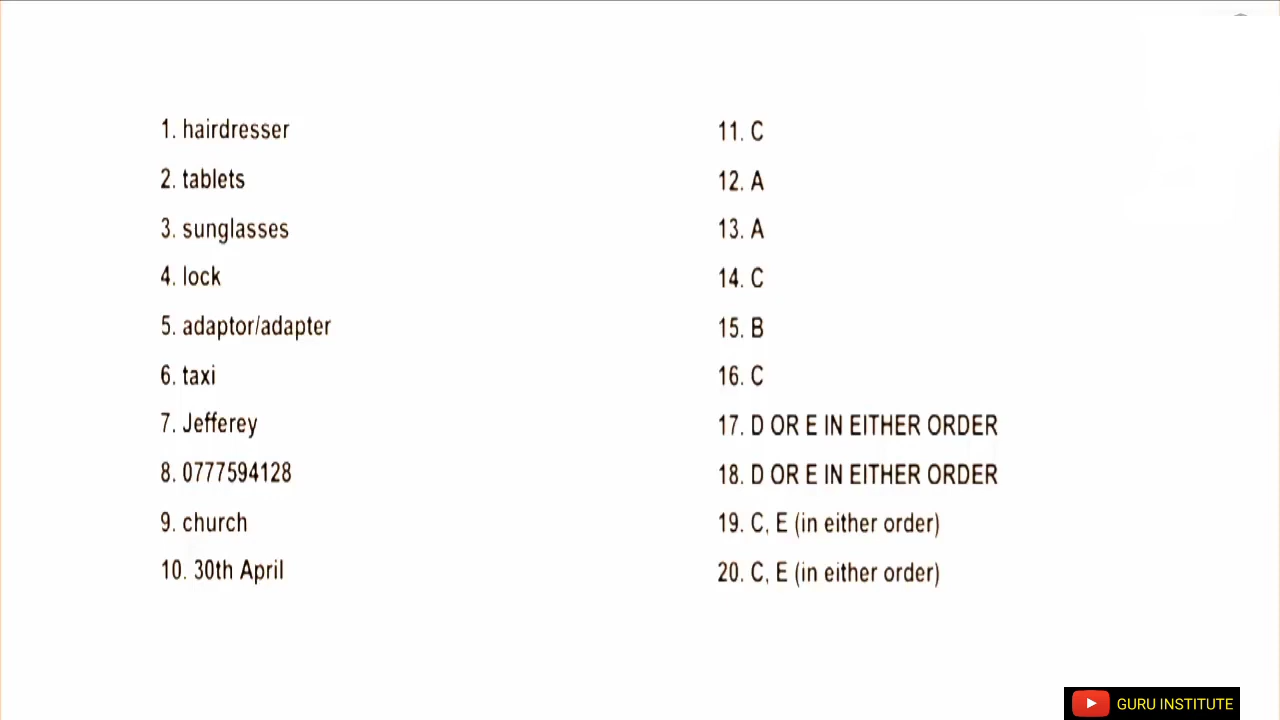 1. hairdresser
2. tablets
3. sunglasses
4. lock
5. adaptor/adapter
6. taxi
7. Jefferey
8. 0777594128
9. church
10. 30th April
11. C
12. A
13. A
14. C
15. B
16. C
17. D OR E IN EITHER ORDER
18. D OR E IN EITHER ORDER
19. C, E (in either order)
20. C, E (in either order)
GURU INSTITUTE